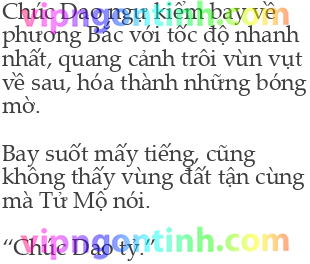 Chúc Dao ngự kiếm bay về
phương Bắc với tốc độ nhanh
nhất, quang cảnh trôi vùn vụt
về sau, hóa thành những bóng
mờ.
Bay suốt mấy tiếng, cũng
không thấy vùng đất tận cùng
mà Tử Mộ nói.
“Chúc Dao tỷ.”
vipngontinh.com
vipngontinh.com